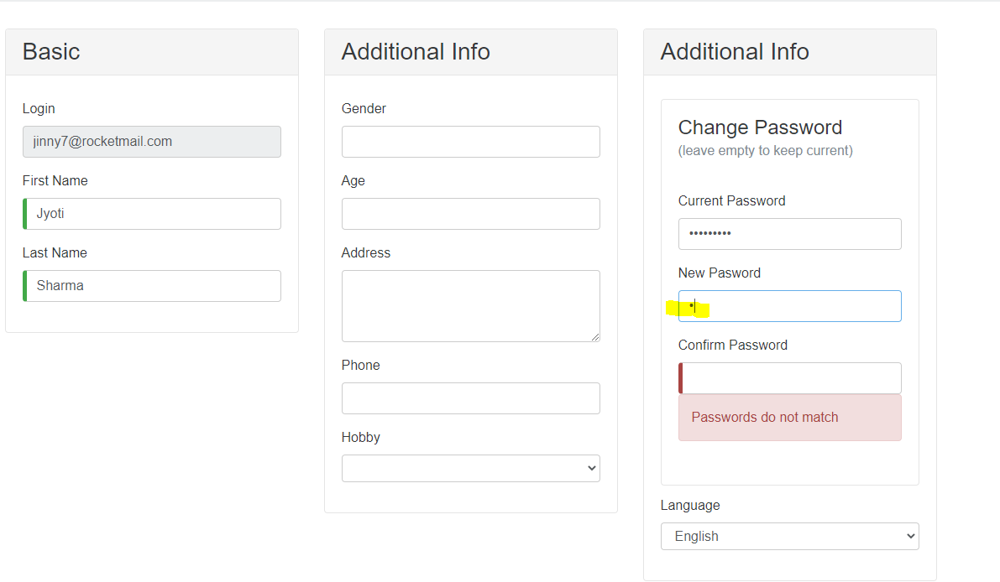 Basic
Login
jinny7@rocketmail.com
First Name
Jyoti
Last Name
Sharma
Additional Info
Gender
Age
Address
Phone
Hobby
Additional Info
Change Password
(leave empty to keep current)
Current Password
•••••••••
New Pasword
•
Confirm Password
Passwords do not match
Language
English